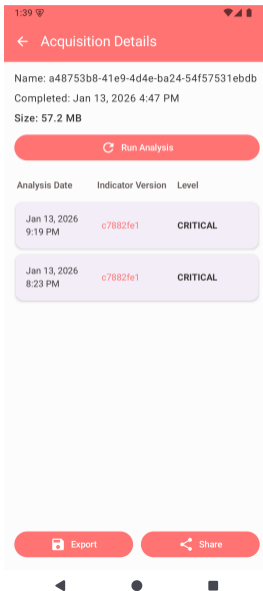 1:39
Acquisition Details
Name: a48753b8-41e9-4d4e-ba24-54f57531ebdb
Completed: Jan 13, 2026 4:47 PM
Size: 57.2 MB
Run Analysis
Analysis Date Indicator Version Level
Jan 13, 2026
9:19 PM c7882fe1 CRITICAL
Jan 13, 2026
8:23 PM c7882fe1 CRITICAL
Export Share